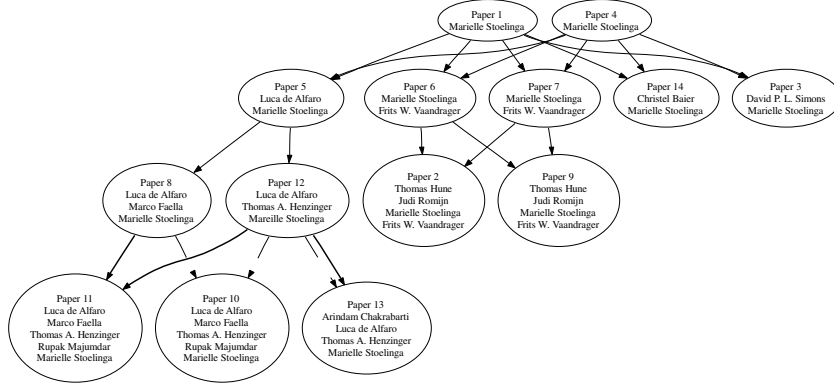 Paper 1
Marielle Stoelinga
Paper 4
Marielle Stoelinga
Paper 5
Luca de Alfaro
Marielle Stoelinga
Paper 6
Marielle Stoelinga
Frits W. Vaandrager
Paper 7
Marielle Stoelinga
Frits W. Vaandrager
Paper 14
Christel Baier
Marielle Stoelinga
Paper 3
David P. L. Simons
Marielle Stoelinga
Paper 8
Luca de Alfaro
Marco Faella
Marielle Stoelinga
Paper 12
Luca de Alfaro
Thomas A. Henzinger
Mareille Stoelinga
Paper 2
Thomas Hune
Judi Romijn
Marielle Stoelinga
Frits W. Vaandrager
Paper 9
Thomas Hune
Judi Romijn
Marielle Stoelinga
Frits W. Vaandrager
Paper 11
Luca de Alfaro
Marco Faella
Thomas A. Henzinger
Rupak Majumdar
Marielle Stoelinga
Paper 10
Luca de Alfaro
Marco Faella
Thomas A. Henzinger
Rupak Majumdar
Marielle Stoelinga
Paper 13
Arindam Chakrabarti
Luca de Alfaro
Thomas A. Henzinger
Marielle Stoelinga